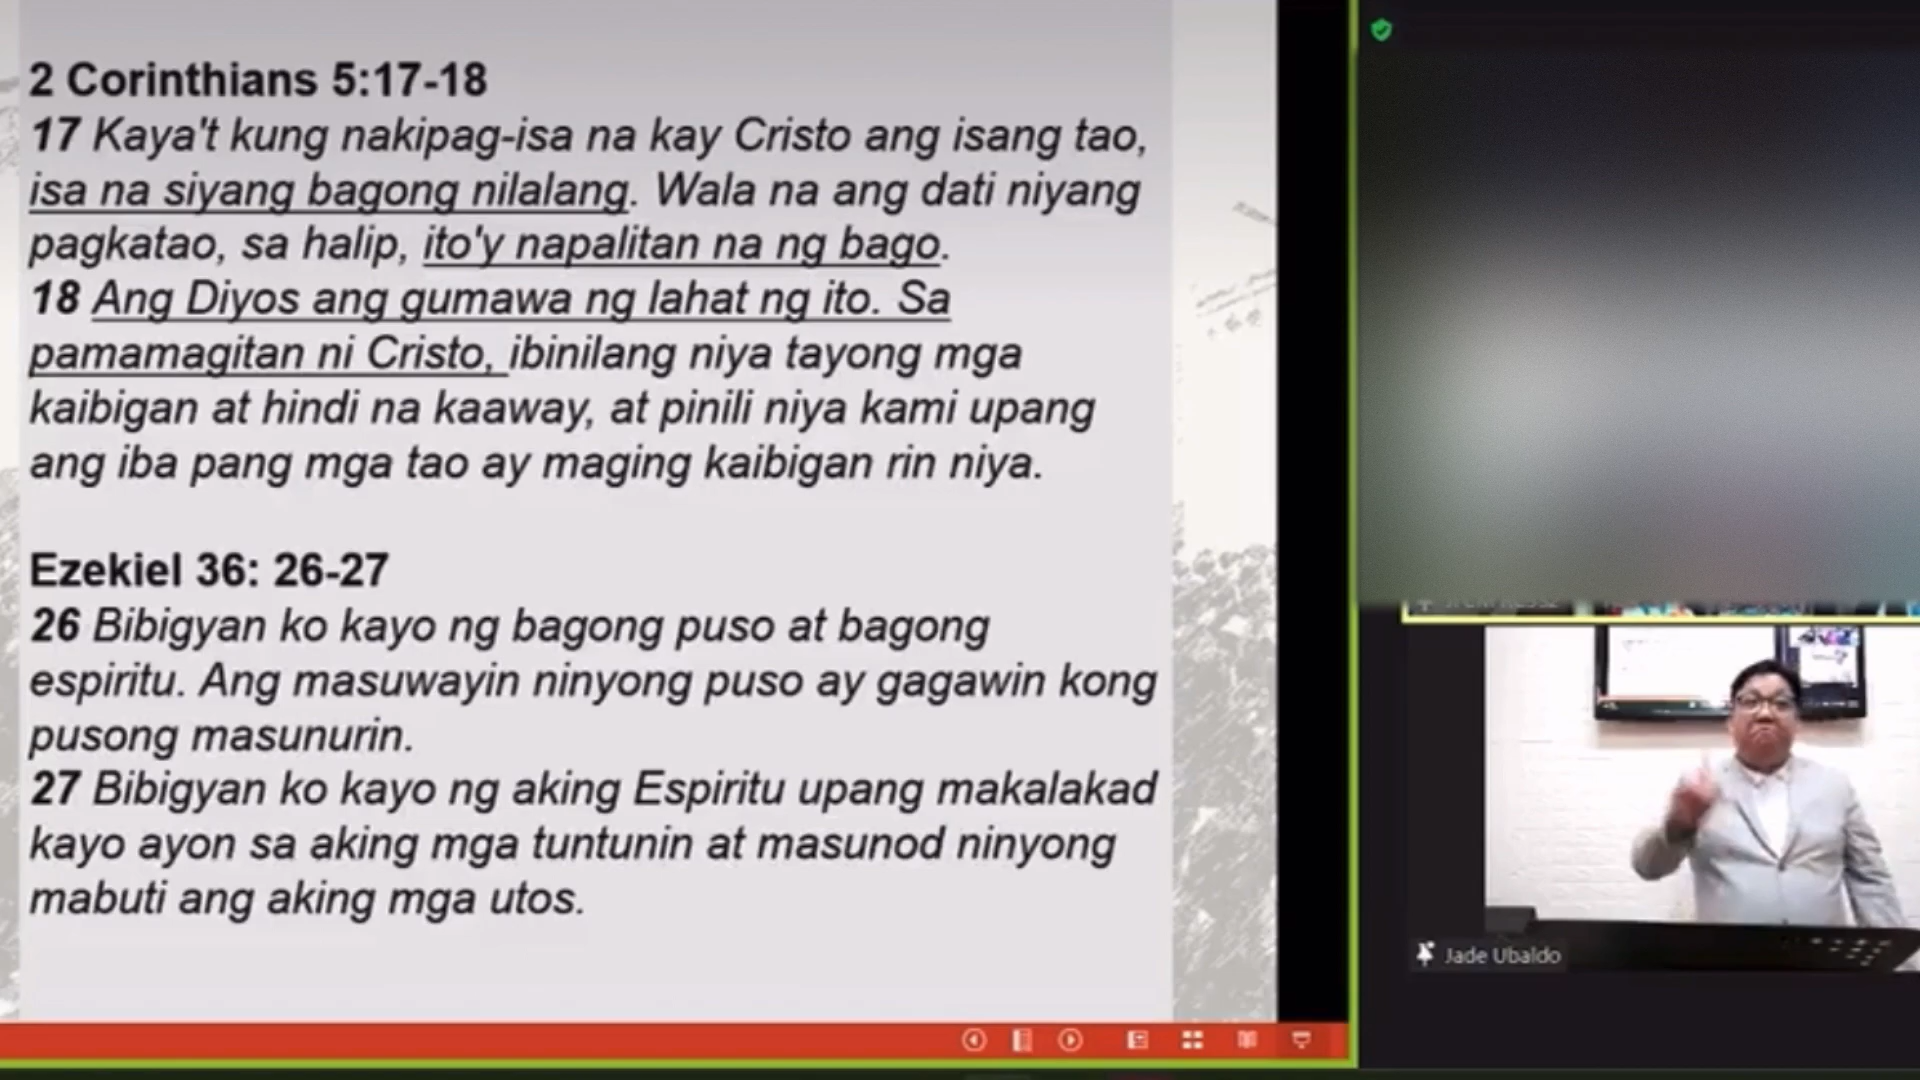 2 Corinthians 5:17-18
17 Kaya't kung nakipag-isa na kay Cristo ang isang tao,
isa na siyang bagong nilalang. Wala na ang dati niyang
pagkatao, sa halip, ito'y napalitan na ng bago.
18 Ang Diyos ang gumawa ng lahat ng ito. Sa
pamamagitan ni Cristo, ibinilang niya tayong mga
kaibigan at hindi na kaaway, at pinili niya kami upang
ang iba pang mga tao ay maging kaibigan rin niya.
Ezekiel 36: 26-27
26 Bibigyan ko kayo ng bagong puso at bagong
espiritu. Ang masuwayin ninyong puso ay gagawin kong
pusong masunurin.
27 Bibigyan ko kayo ng aking Espiritu upang makalakad
kayo ayon sa aking mga tuntunin at masunod ninyong
mabuti ang aking mga utos.
Jade Ubaldo